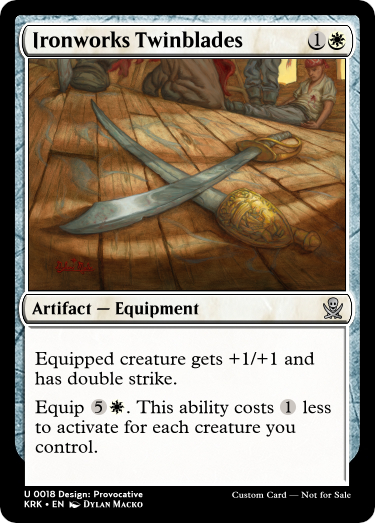 Ironworks Twinblades 1
Artifact — Equipment
Equipped creature gets +1/+1 and
has double strike.
Equip 5 . This ability costs 1 less
to activate for each creature you
control.
U 0018 Design: Provocative
KRK • EN Dylan Macko
Custom Card — Not for Sale